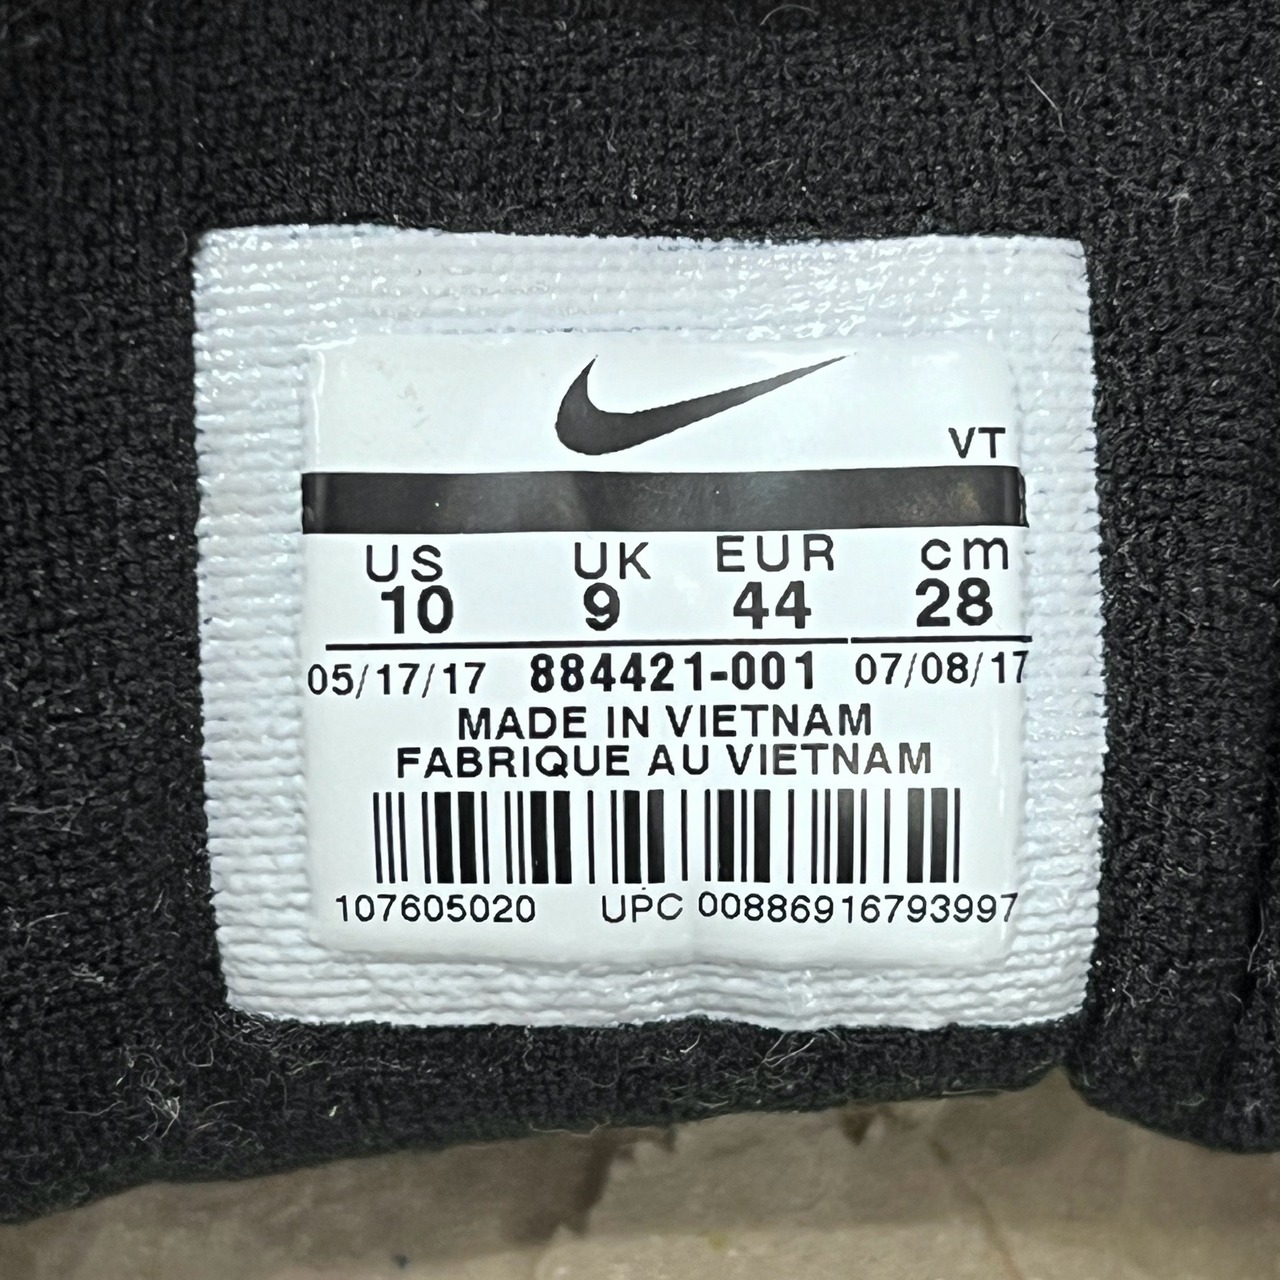 VT
US UK EUR cm
10 9 44 28
05/17/17 884421-001 07/08/17
MADE IN VIETNAM
FABRIQUE AU VIETNAM
107605020 UPC 00886916793997